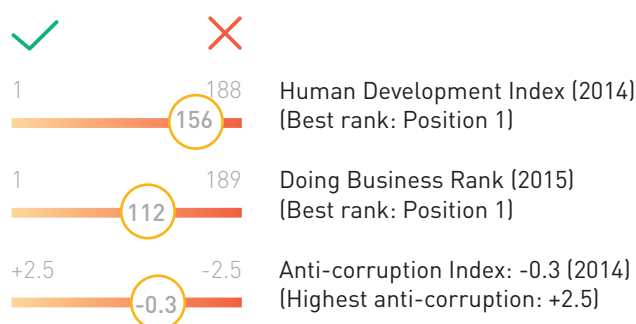 1 188 Human Development Index (2014)
156 (Best rank: Position 1)
1 189 Doing Business Rank (2015)
112 (Best rank: Position 1)
+2.5 -2.5 Anti-corruption Index: -0.3 (2014)
-0.3 (Highest anti-corruption: +2.5)